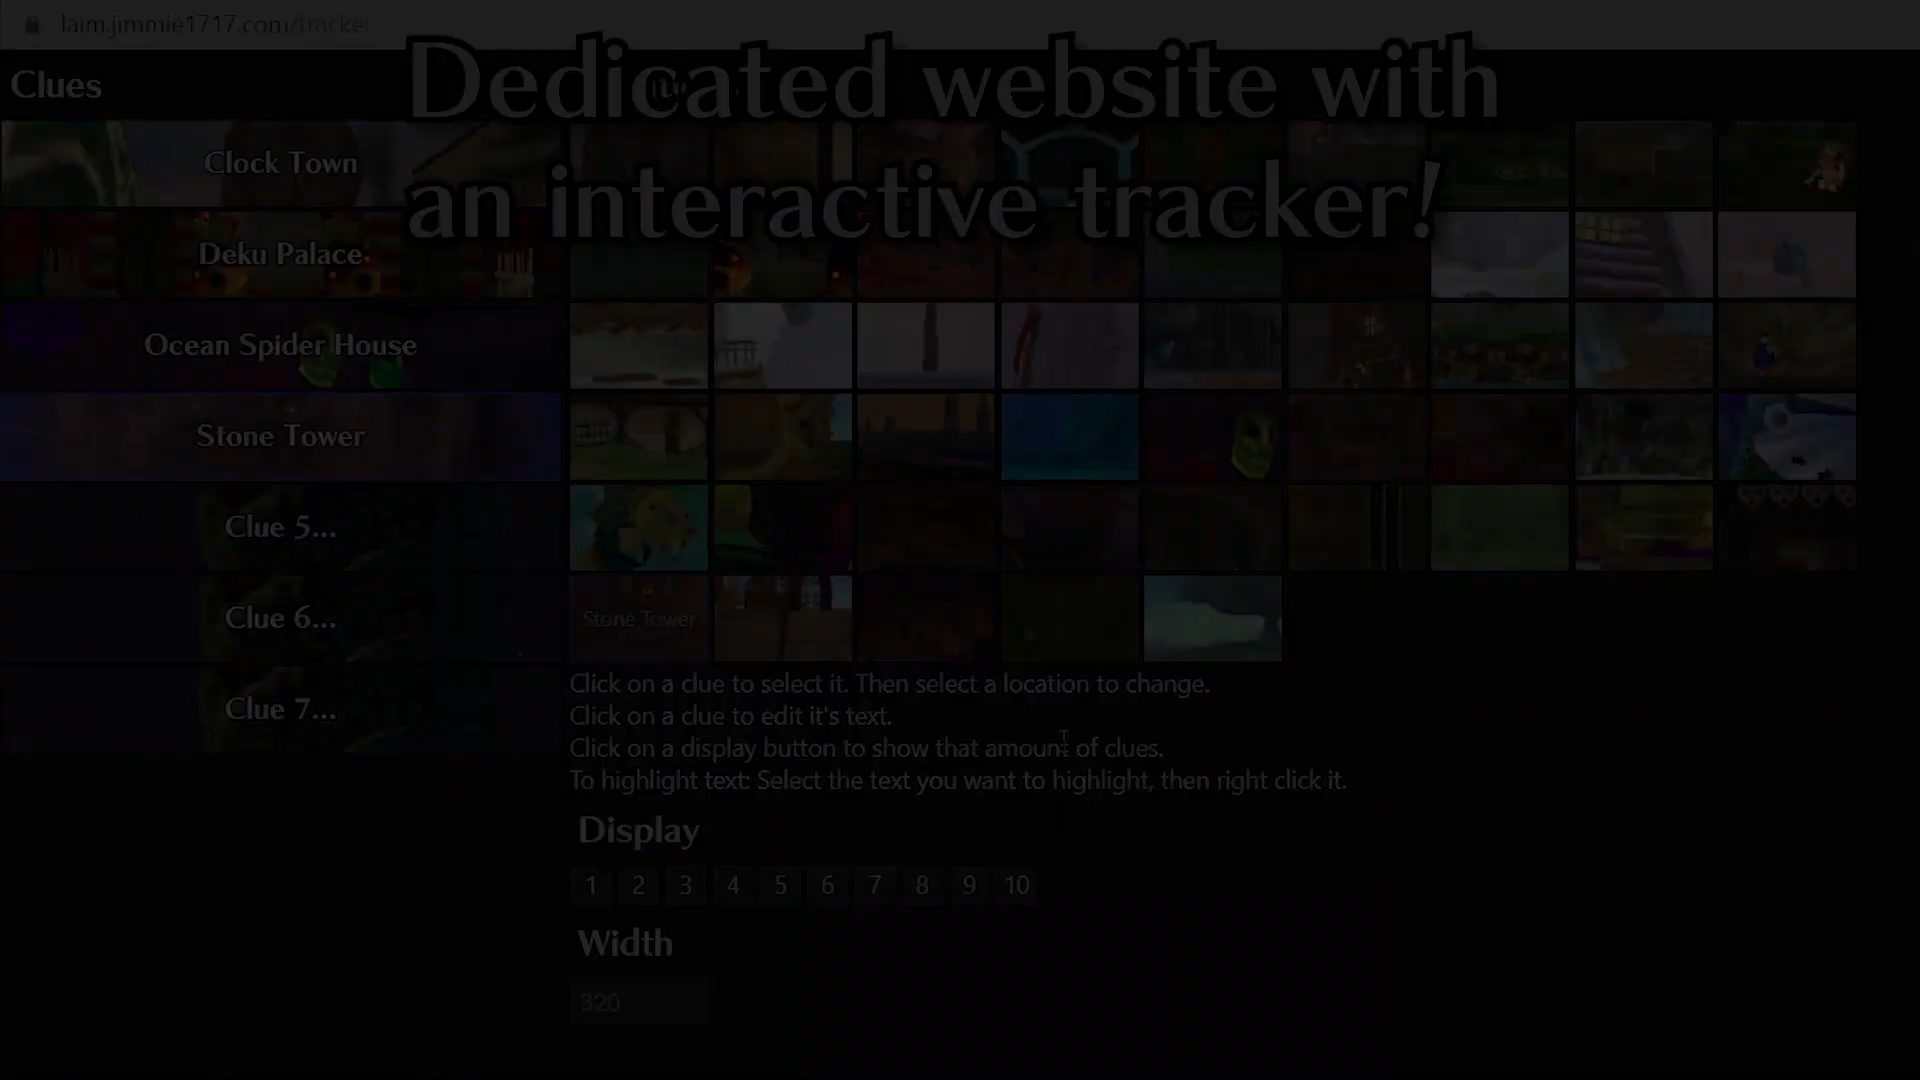 laim.jimmie1717.com/tracker
Dedicated website with
an interactive tracker!
Clues
Clock Town
Deku Palace
Ocean Spider House
Stone Tower
Clue 5...
Clue 6...
Clue 7...
Stone Tower
Click on a clue to select it. Then select a location to change.
Click on a clue to edit it's text.
Click on a display button to show that amount of clues.
To highlight text: Select the text you want to highlight, then right click it.
Display
1 2 3 4 5 6 7 8 9 10
Width
320